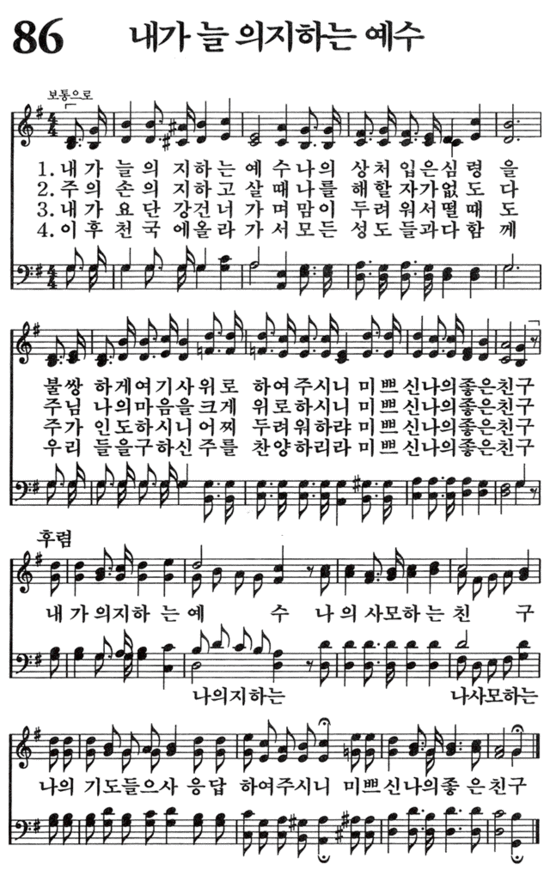 86 내가 늘 의지하는 예수
보통으로
1. 내 가 늘 의 지 하 는 예 수 나 의 상 처 입 은 심 령 을
2. 주 의 손 의 지 하 고 살 때 나 를 해 할 자 가 없 도 다
3. 내 가 요 단 강 건 너 가 며 맘 이 두 려 워 서 떨 때 도
4. 이 후 천 국 에 올 라 가 서 모 든 성 도 들 과 다 함 께
불쌍 하게여기사위로 하여주시니 미쁘신나의좋은친구
주님 나의마음을크게 위로하시니 미쁘신나의좋은친구
주가 인도하시니어찌 두려워하랴 미쁘신나의좋은친구
우리 들을구하신주를 찬양하리라 미쁘신나의좋은친구
후렴
내 가 의지하 는 예 수 나 의 사모하 는 친 구
나의지하는 나사모하는
나의 기도들으사 응답 하여주시니 미쁘신나의좋 은친구